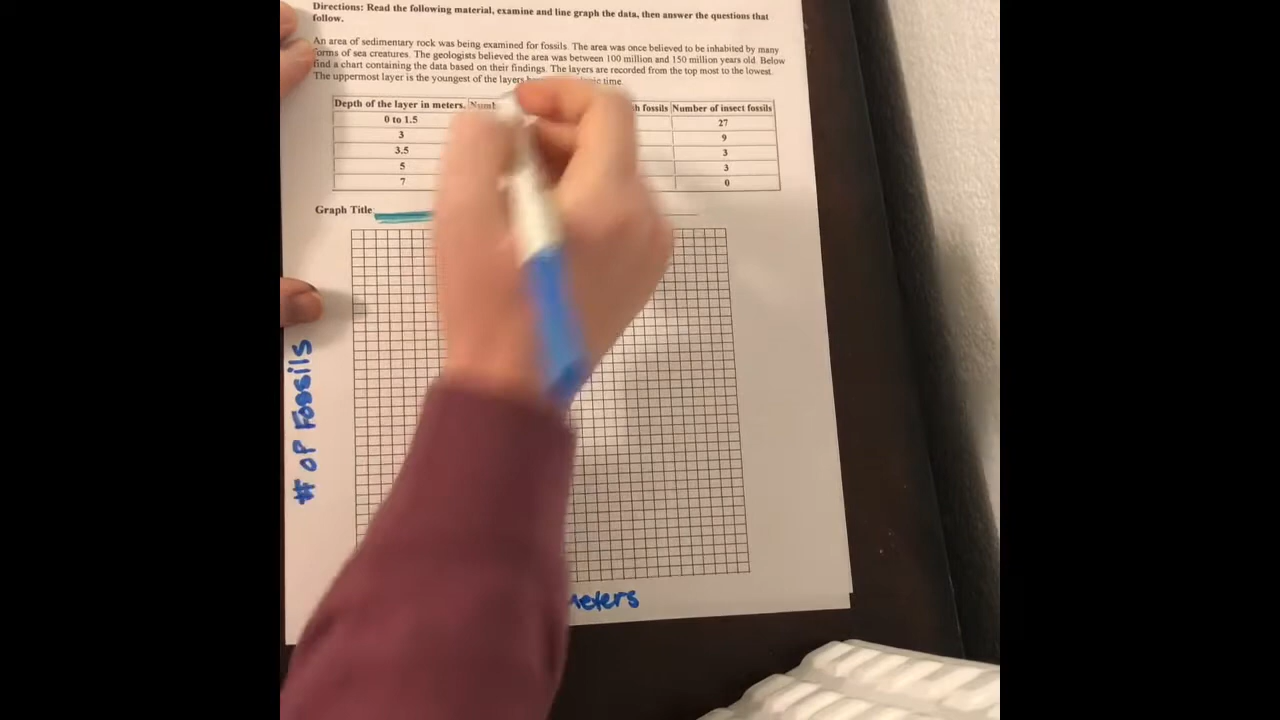 Directions: Read the following material, examine and line graph the data, then answer the questions that
follow.
An area of sedimentary rock was being examined for fossils. The area was once believed to be inhabited by many
forms of sea creatures. The geologists believed the area was between 100 million and 150 million years old. Below
find a chart containing the data based on their findings. The layers are recorded from the top most to the lowest.
The uppermost layer is the youngest of the layers time.
Depth of the layer in meters. fossils Number of insect fossils
0 to 1.5 27
3 9
3.5 3
5 3
7 0
Graph Title:
# of Fossils